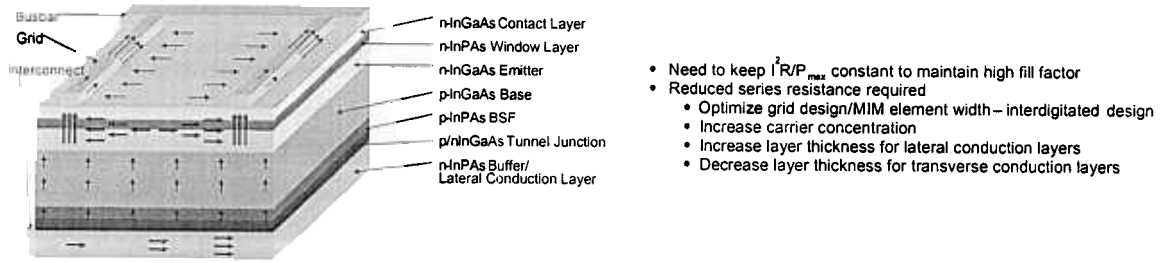 Busbar
Grid
Interconnect
n-InGaAs Contact Layer
n-InPAs Window Layer
n-InGaAs Emitter
p-InGaAs Base
p-InPAs BSF
p/nInGaAs Tunnel Junction
n-InPAs Buffer/
Lateral Conduction Layer
• Need to keep I²R/Pmax constant to maintain high fill factor
• Reduced series resistance required
• Optimize grid design/MIM element width – interdigitated design
• Increase carrier concentration
• Increase layer thickness for lateral conduction layers
• Decrease layer thickness for transverse conduction layers